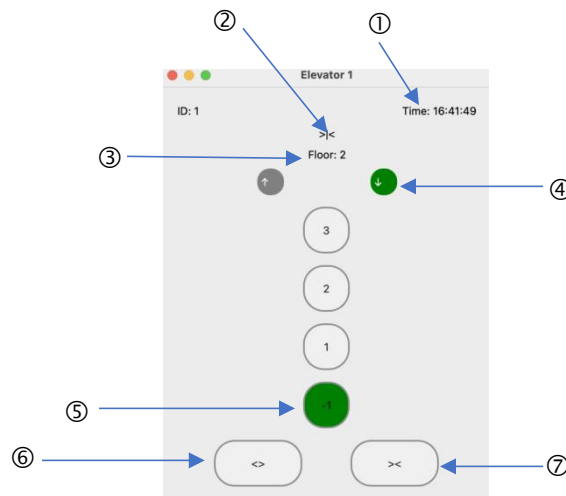 ② ①
Elevator 1
ID: 1 Time: 16:41:49
>|<
③ Floor: 2
↑ ↓ ④
3
2
1
⑤ -1
⑥ <> >< ⑦